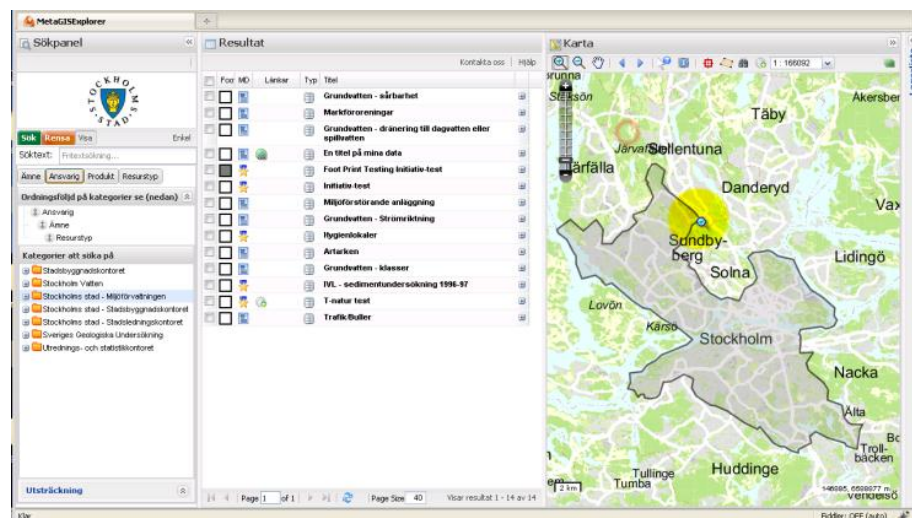 MetaGISExplorer
Sökpanel
STOCKHOLMS
STAD
Sök Rensa Visa Enkel
Söktext: Fritextsökning...
Ämne Ansvarig Produkt Resurstyp
Ordningsföljd på kategorier se (nedan)
Ansvarig
Ämne
Resurstyp
Kategorier att söka på
Stadsbyggnadskontoret
Stockholm Vatten
Stockholms stad - Miljöförvaltningen
Stockholms stad - Stadsbyggnadskontoret
Stockholms stad - Stadsledningskontoret
Sveriges Geologiska Undersökning
Utrednings- och statistikkontoret
Utsträckning
Klar
Resultat
Kontakta oss Hjälp
Foot MD Länkar Typ Titel
Grundvatten - sårbarhet
Markföroreningar
Grundvatten - dränering till dagvatten eller
spillvatten
En titel på mina data
Foot Print Testing Initiativ-test
Initiativ-test
Miljöförstörande anläggning
Grundvatten - Strömriktning
Hygienlokaler
Artarken
Grundvatten - klasser
IVL - sedimentundersökning 1996-97
T-natur test
Trafik Buller
Page 1 of 1 Page Size 40 Visar resultat 1 - 14 av 14
Karta
1 : 166092
Täby
Åkersber
Sollentuna
Järfälla
Danderyd
Vax
Sundby-
berg
Lidingö
Solna
Lovön
Kärsö
Stockholm
Nacka
Älta
Troll-
bäcken
Huddinge
Tullinge
Tumba
Vendelsö
2 km
Fiddler: OFF (auto)